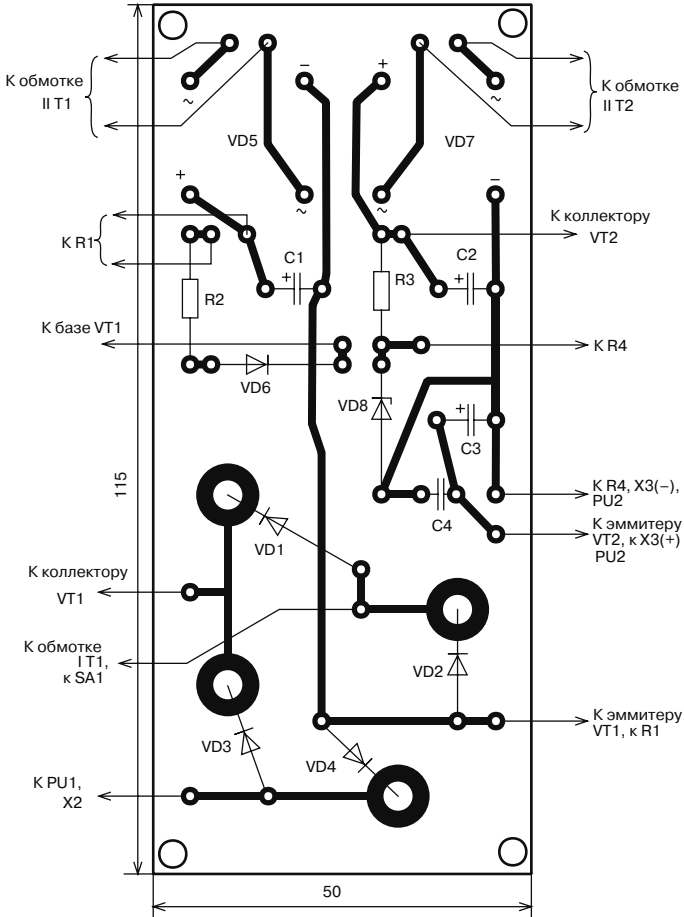 К обмотке
II T1
~
–
+
~
К обмотке
II T2
VD5
VD7
+
~
~
–
К R1
К коллектору
VT2
C1
+
R2
R3
C2
+
К базе VT1
К R4
VD6
VD8
+
C3
C4
К R4, X3(–),
PU2
К эммитеру
VT2, к X3(+)
PU2
115
VD1
К коллектору
VT1
К обмотке
I T1,
к SA1
VD2
VD3
VD4
К эммитеру
VT1, к R1
К PU1,
X2
50